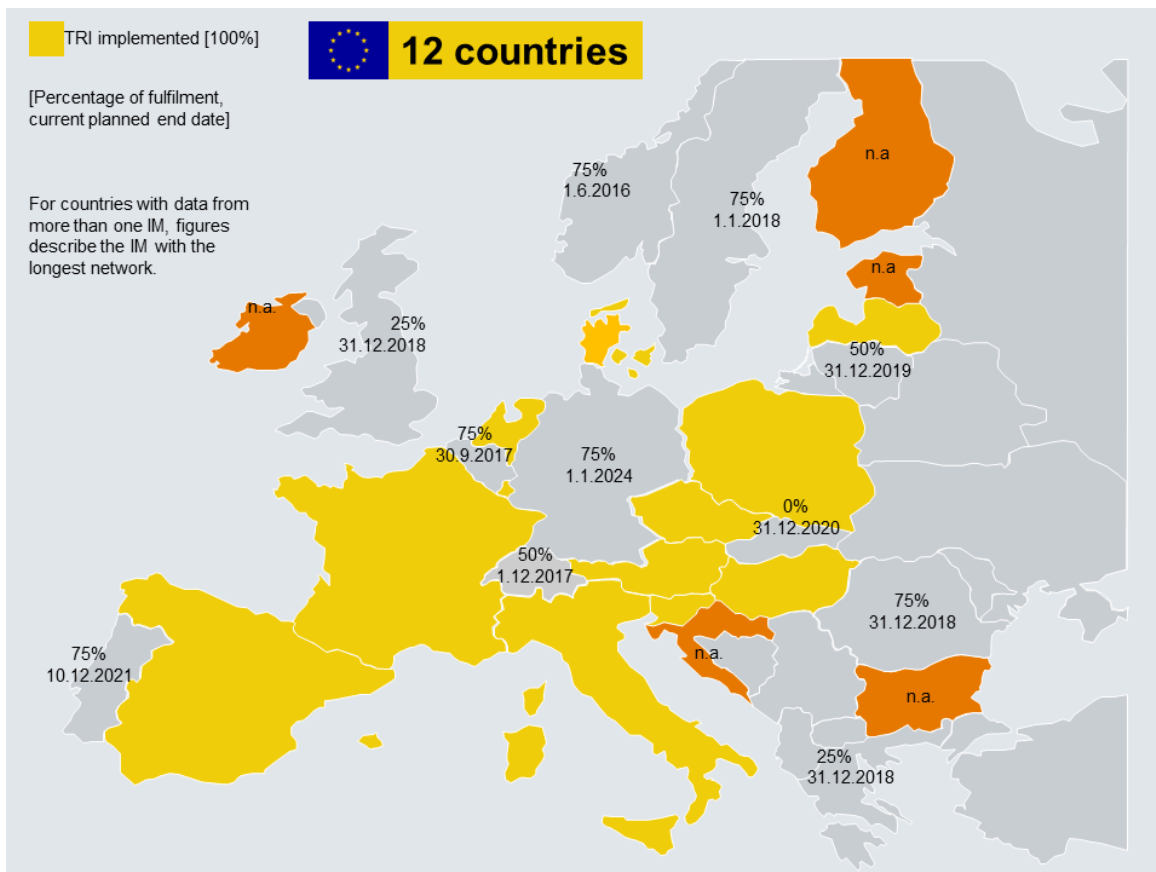 TRI implemented [100%]
12 countries
[Percentage of fulfilment,
current planned end date]
For countries with data from
more than one IM, figures
describe the IM with the
longest network.
n.a
75%
1.6.2016
75%
1.1.2018
n.a
n.a.
25%
31.12.2018
50%
31.12.2019
75%
30.9.2017
75%
1.1.2024
0%
31.12.2020
50%
1.12.2017
75%
31.12.2018
75%
10.12.2021
n.a.
n.a.
25%
31.12.2018